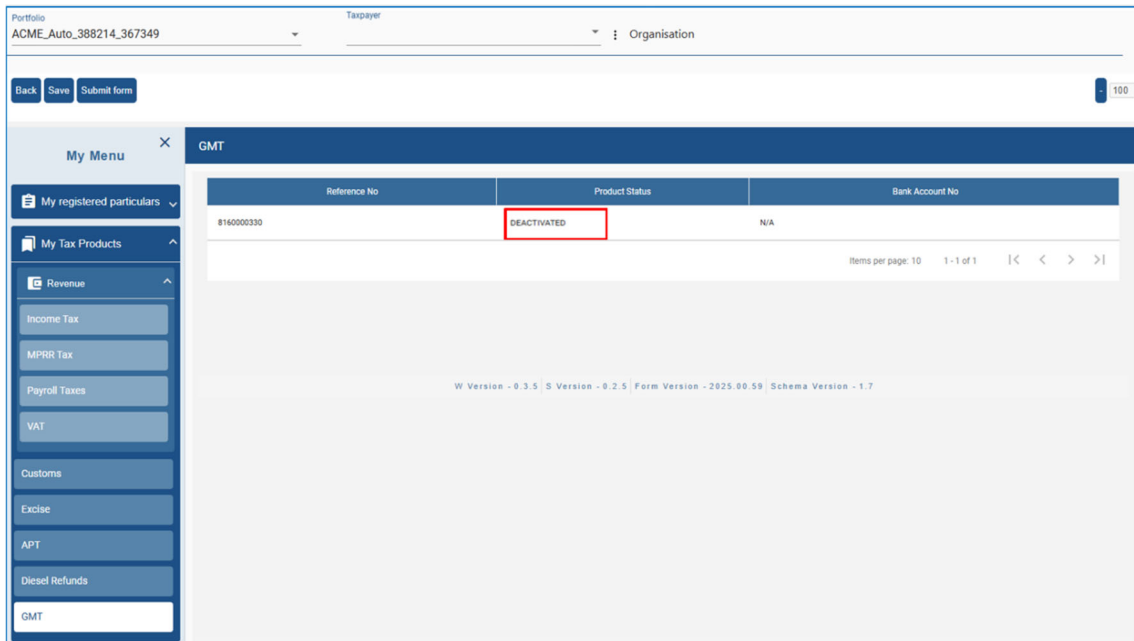 Portfolio
Taxpayer
ACME_Auto_388214_367349
Organisation
Back Save Submit form
- 100
My Menu
GMT
My registered particulars
Reference No Product Status Bank Account No
8160000330 DEACTIVATED N/A
My Tax Products
Items per page: 10 1 - 1 of 1
Revenue
Income Tax
MPRR Tax
W Version - 0.3.5 S Version - 0.2.5 Form Version - 2025.00.59 Schema Version - 1.7
Payroll Taxes
VAT
Customs
Excise
APT
Diesel Refunds
GMT